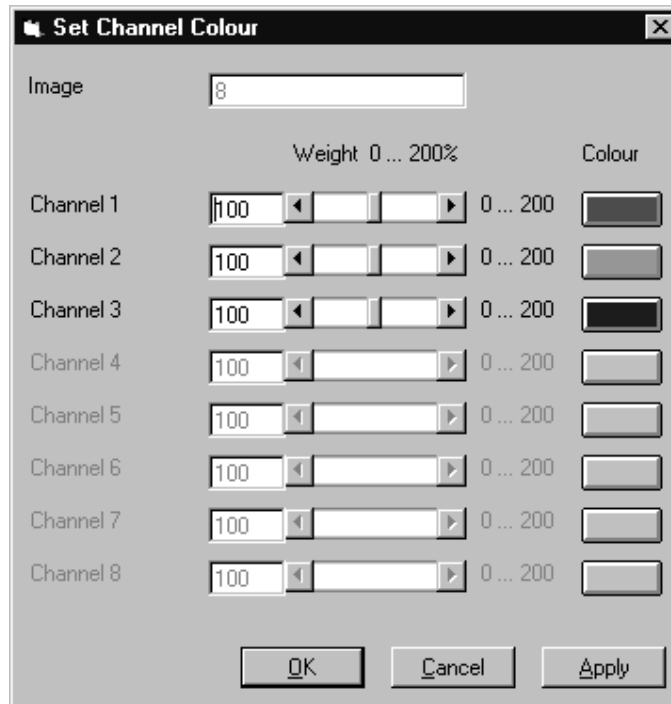 Set Channel Colour
Image 8
Weight 0 ... 200% Colour
Channel 1 100 0 ... 200
Channel 2 100 0 ... 200
Channel 3 100 0 ... 200
Channel 4 100 0 ... 200
Channel 5 100 0 ... 200
Channel 6 100 0 ... 200
Channel 7 100 0 ... 200
Channel 8 100 0 ... 200
OK Cancel Apply